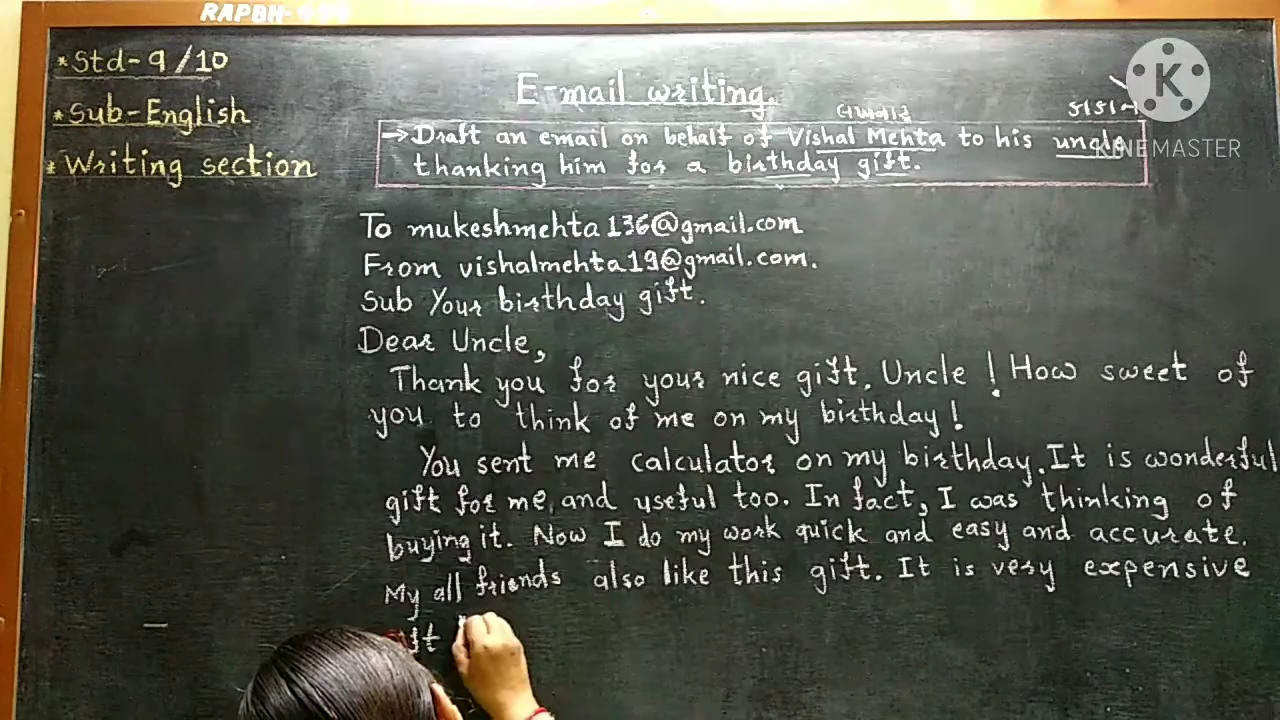 RAPBH
*Std-9/10
*Sub-English
*Writing section
E-mail writing.
K
KINEMASTER
→Draft an email on behalf of Vishal Mehta to his uncle
thanking him for a birthday gift.
To mukeshmehta136@gmail.com
From vishalmehta19@gmail.com.
Sub Your birthday gift.
Dear Uncle,
Thank you for your nice gift. Uncle ! How sweet of
you to think of me on my birthday!
You sent me calculator on my birthday. It is wonderful
gift for me, and useful too. In fact, I was thinking of
buying it. Now I do my work quick and easy and accurate.
My all friends also like this gift. It is very expensive
It